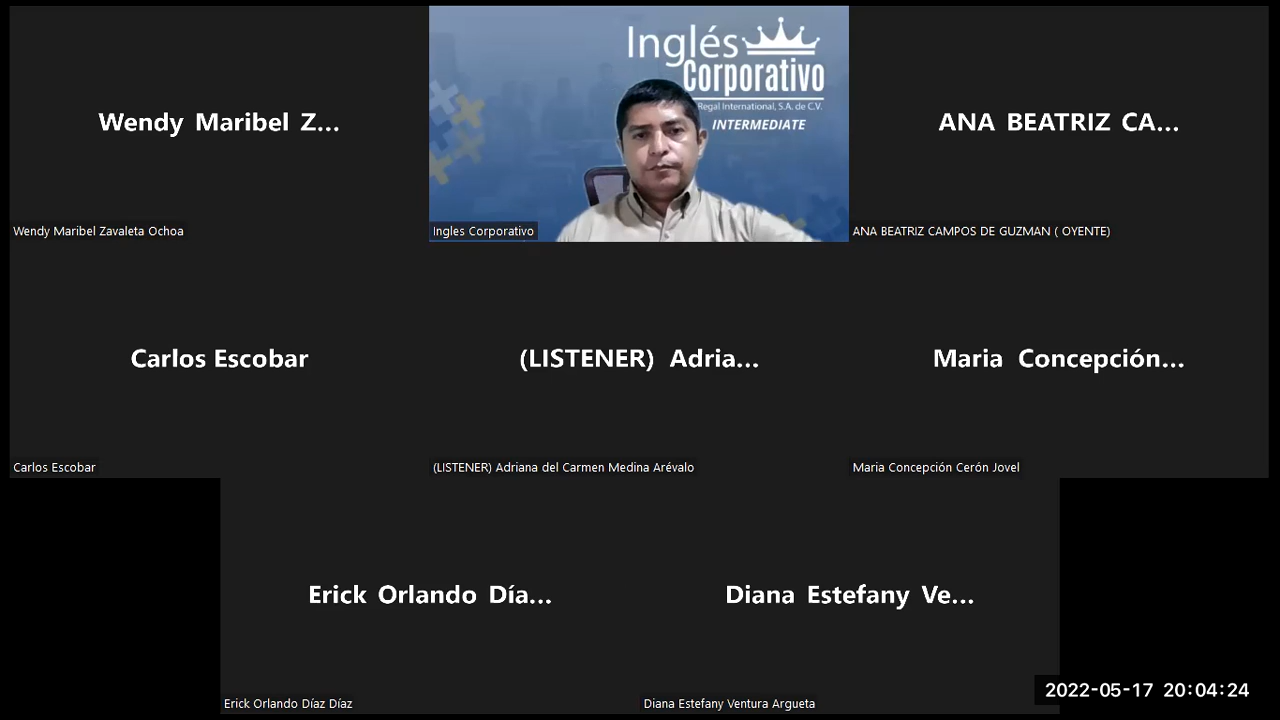 Wendy Maribel Z...
Wendy Maribel Zavaleta Ochoa
Inglés
Corporativo
Regal International, S.A. de C.V.
INTERMEDIATE
Ingles Corporativo
ANA BEATRIZ CA...
ANA BEATRIZ CAMPOS DE GUZMAN ( OYENTE)
Carlos Escobar
Carlos Escobar
(LISTENER) Adria...
(LISTENER) Adriana del Carmen Medina Arévalo
Maria Concepción...
Maria Concepción Cerón Jovel
Erick Orlando Día...
Erick Orlando Díaz Díaz
Diana Estefany Ve...
Diana Estefany Ventura Argueta
2022-05-17 20:04:24